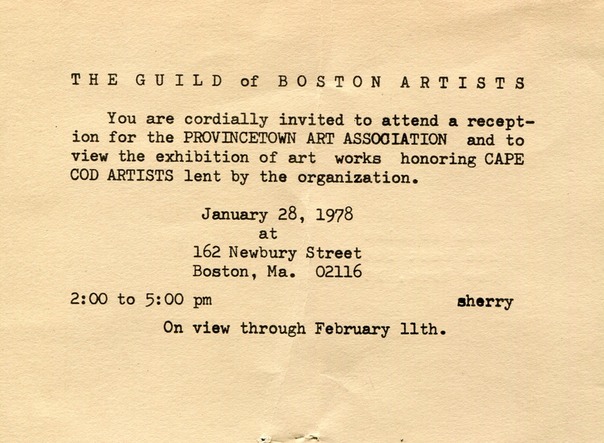 THE GUILD of BOSTON ARTISTS
You are cordially invited to attend a recept-
ion for the PROVINCETOWN ART ASSOCIATION and to
view the exhibition of art works honoring CAPE
COD ARTISTS lent by the organization.
January 28, 1978
at
162 Newbury Street
Boston, Ma. 02116
2:00 to 5:00 pm sherry
On view through February 11th.